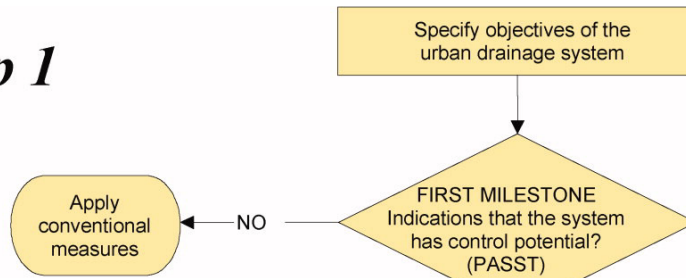 p 1
Specify objectives of the
urban drainage system
FIRST MILESTONE
Indications that the system
has control potential?
(PASST)
NO
Apply
conventional
measures